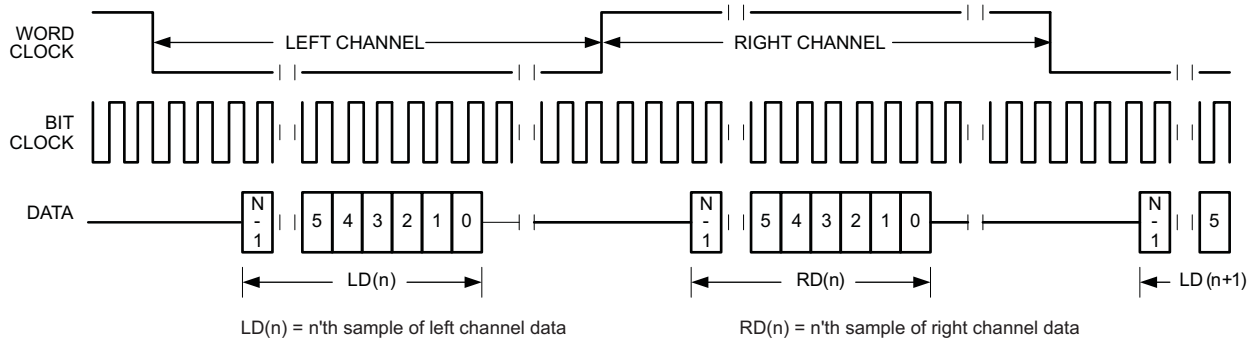 WORD
CLOCK
LEFT CHANNEL
RIGHT CHANNEL
BIT
CLOCK
DATA
N
-
1
5 4 3 2 1 0
N
-
1
5 4 3 2 1 0
N
-
1
5
LD(n)
RD(n)
LD (n+1)
LD(n) = n'th sample of left channel data
RD(n) = n'th sample of right channel data